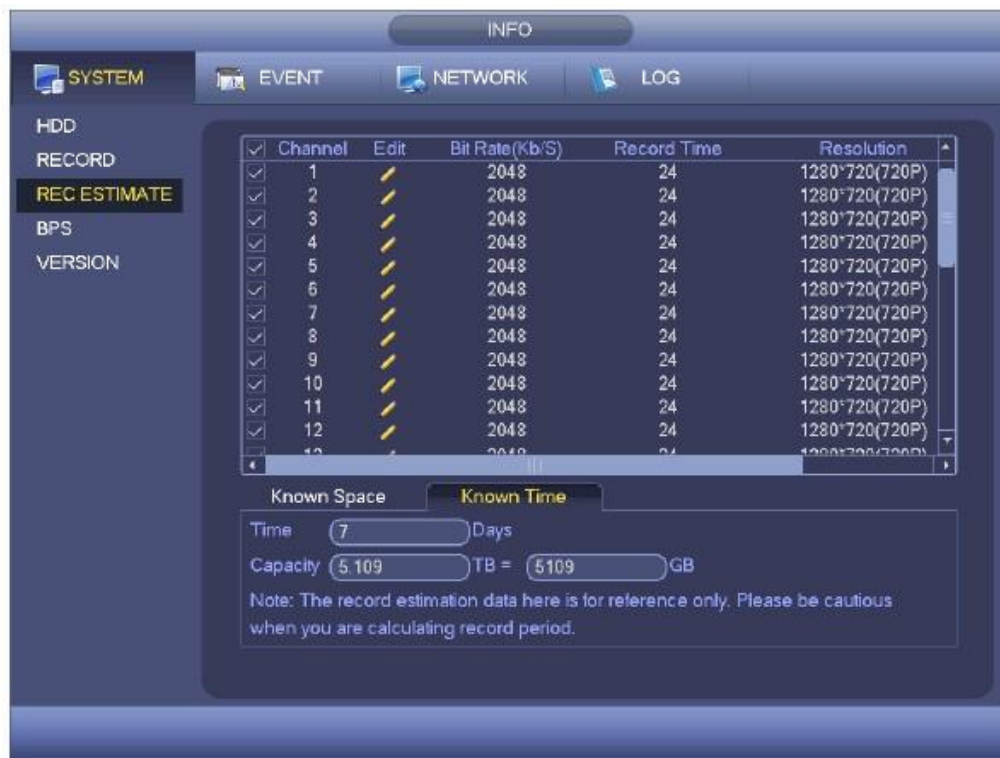 INFO
SYSTEM EVENT NETWORK LOG
HDD
RECORD
REC ESTIMATE
BPS
VERSION
Channel Edit Bit Rate(Kb/S) Record Time Resolution
1 2048 24 1280*720(720P)
2 2048 24 1280*720(720P)
3 2048 24 1280*720(720P)
4 2048 24 1280*720(720P)
5 2048 24 1280*720(720P)
6 2048 24 1280*720(720P)
7 2048 24 1280*720(720P)
8 2048 24 1280*720(720P)
9 2048 24 1280*720(720P)
10 2048 24 1280*720(720P)
11 2048 24 1280*720(720P)
12 2048 24 1280*720(720P)
Known Space Known Time
Time 7 Days
Capacity 5.109 TB = 5109 GB
Note: The record estimation data here is for reference only. Please be cautious
when you are calculating record period.